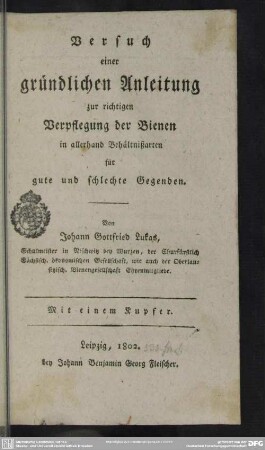 Versuch
einer
gründlichen Anleitung
zur richtigen
Verpflegung der Bienen
in allerhand Behältnißarten
für
gute und schlechte Gegenden.
Von
Johann Gottfried Lukas,
Schulmeister in Nischwitz bey Wurzen, der Churfürstlich
Sächsisch. ökonomischen Gesellschaft, wie auch der Oberlau-
sitzisch. Bienengesellschaft Ehrenmitgliede.
Mit einem Kupfer.
Leipzig, 1802.
bey Johann Benjamin Georg Fleischer.